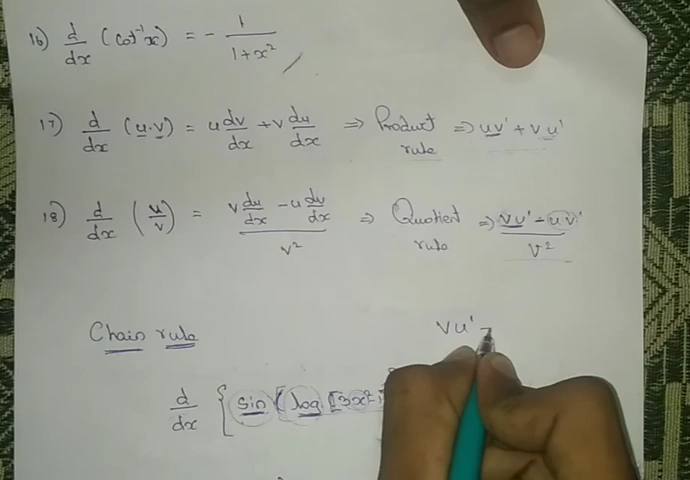 16) d/dx (cot⁻¹x) = - 1/(1+x²)
17) d/dx (u.v) = u dv/dx + v du/dx ⇒ Product rule ⇒ uv' + vu'
18) d/dx (u/v) = (v du/dx - u dv/dx)/v² ⇒ Quotient rule ⇒ (vu' - uv')/v²
Chain rule
vu' -
d/dx { sin [ log [3x²